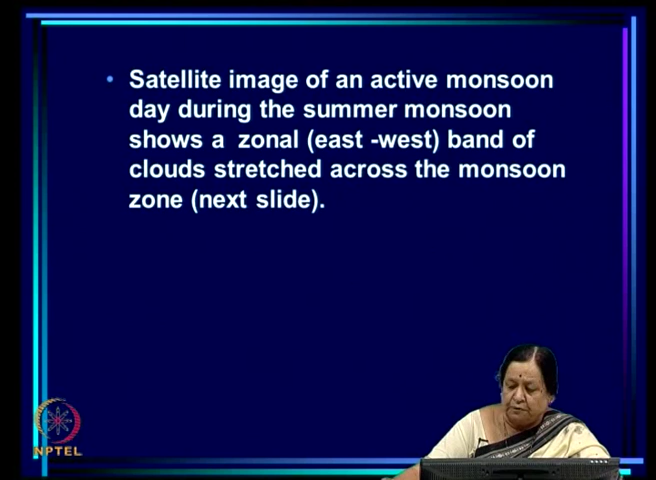 • Satellite image of an active monsoon
day during the summer monsoon
shows a zonal (east -west) band of
clouds stretched across the monsoon
zone (next slide).
NPTEL